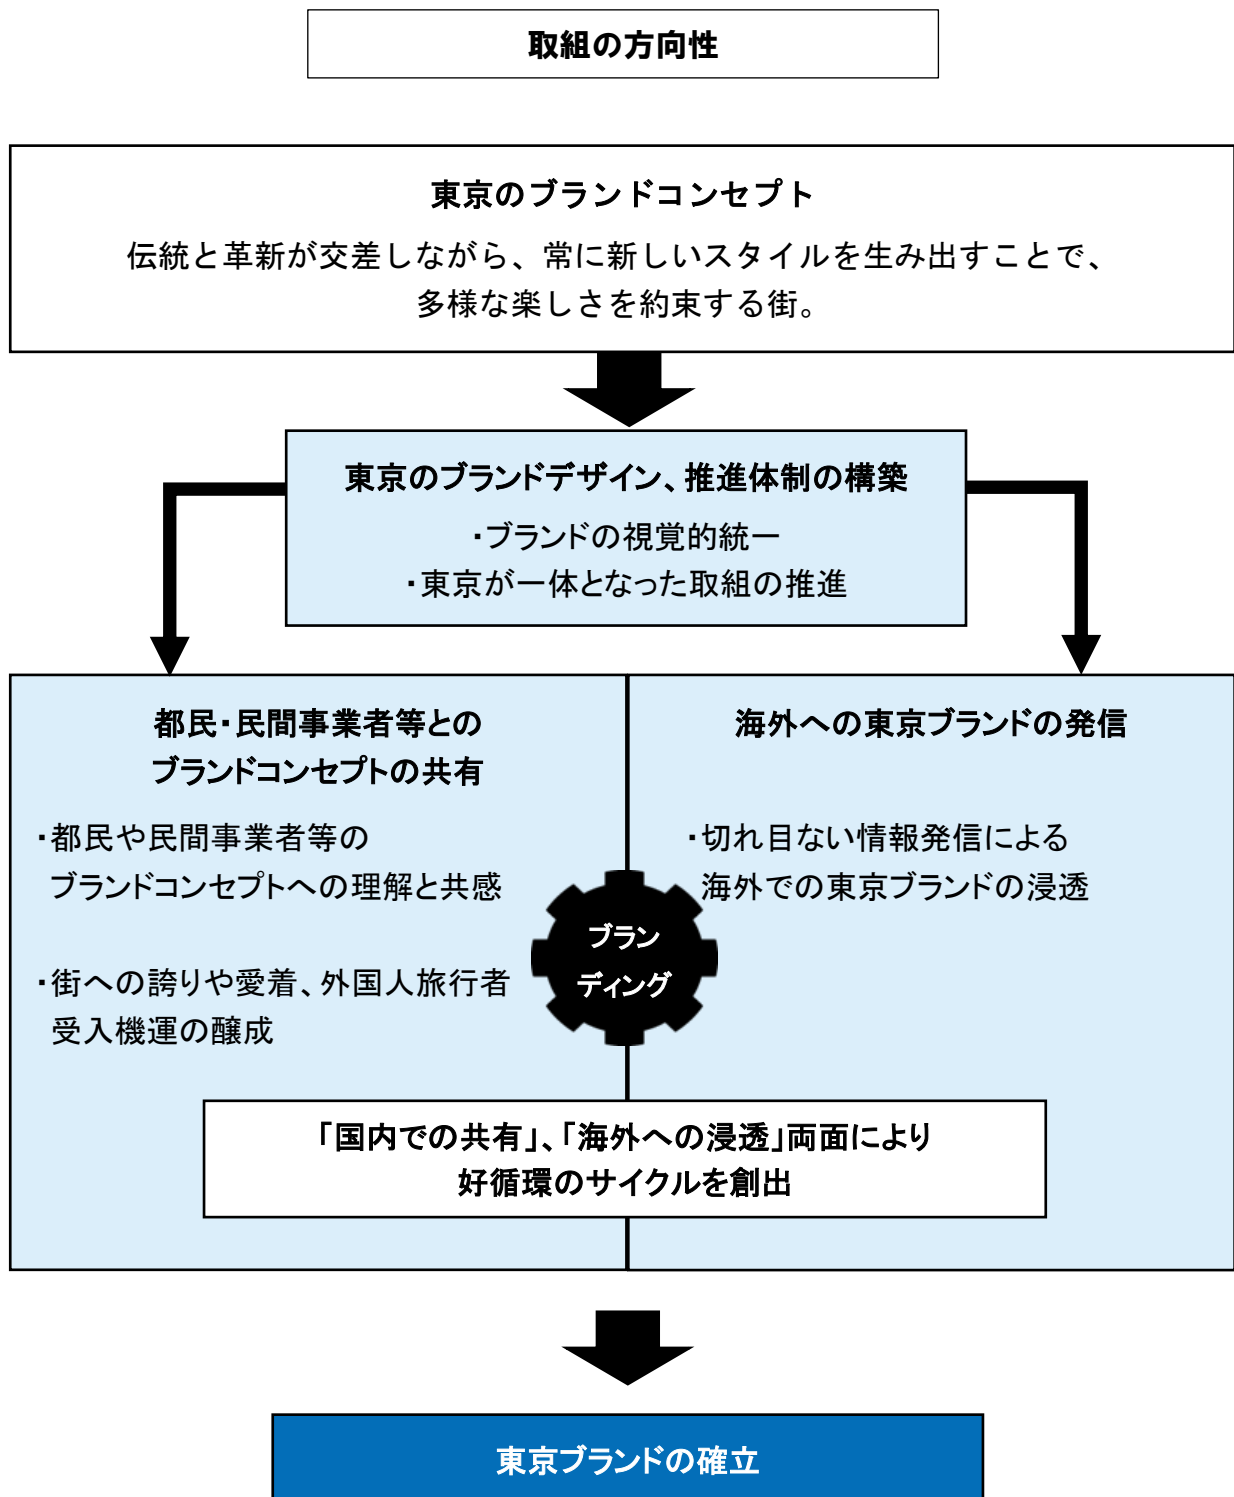 取組の方向性
東京のブランドコンセプト
伝統と革新が交差しながら、常に新しいスタイルを生み出すことで、
多様な楽しさを約束する街。
東京のブランドデザイン、推進体制の構築
・ブランドの視覚的統一
・東京が一体となった取組の推進
都民・民間事業者等との
ブランドコンセプトの共有
・都民や民間事業者等の
ブランドコンセプトへの理解と共感
・街への誇りや愛着、外国人旅行者
受入機運の醸成
海外への東京ブランドの発信
・切れ目ない情報発信による
海外での東京ブランドの浸透
ブラン
ディング
「国内での共有」、「海外への浸透」両面により
好循環のサイクルを創出
東京ブランドの確立